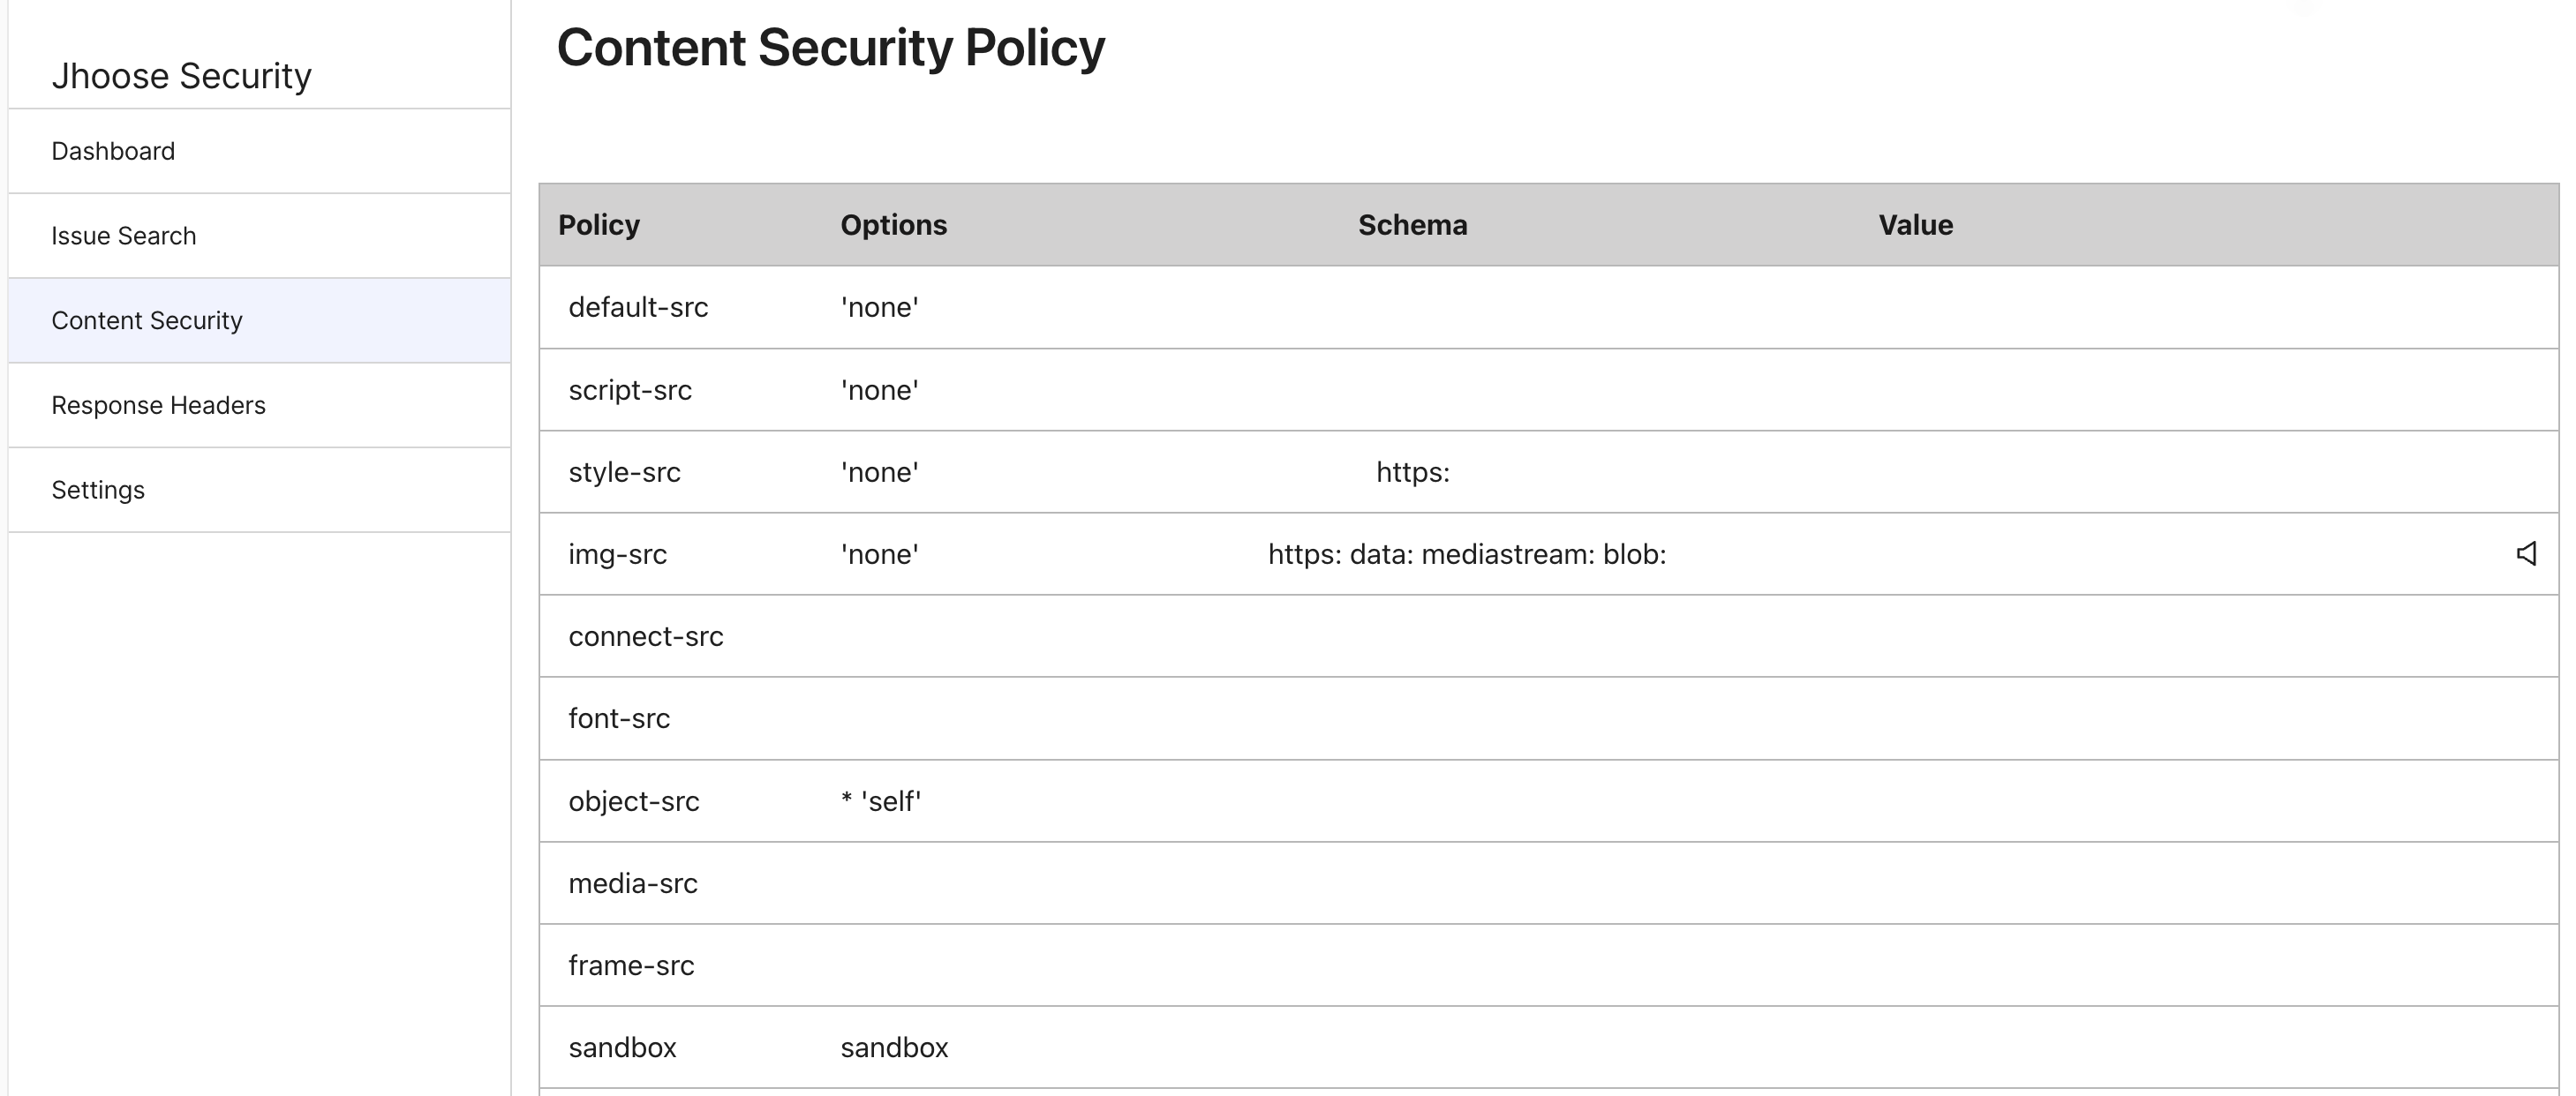 Jhoose Security
Dashboard
Issue Search
Content Security
Response Headers
Settings
Content Security Policy
Policy Options Schema Value
default-src 'none'
script-src 'none'
style-src 'none' https:
img-src 'none' https: data: mediastream: blob:
connect-src
font-src
object-src * 'self'
media-src
frame-src
sandbox sandbox